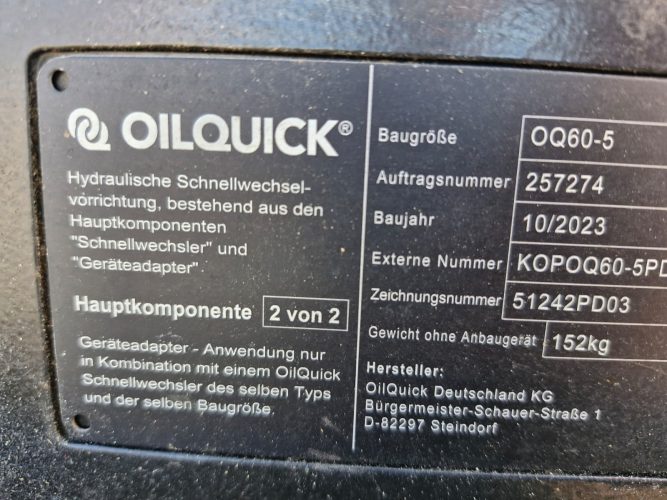 OILQUICK®
Hydraulische Schnellwechsel-
vorrichtung, bestehend aus den
Hauptkomponenten
"Schnellwechsler" und
"Geräteadapter".
Hauptkomponente 2 von 2
Geräteadapter - Anwendung nur
in Kombination mit einem OilQuick
Schnellwechsler des selben Typs
und der selben Baugröße.
Baugröße OQ60-5
Auftragsnummer 257274
Baujahr 10/2023
Externe Nummer KOPOQ60-5PD
Zeichnungsnummer 51242PD03
Gewicht ohne Anbaugerät 152kg
Hersteller:
OilQuick Deutschland KG
Bürgermeister-Schauer-Straße 1
D-82297 Steindorf